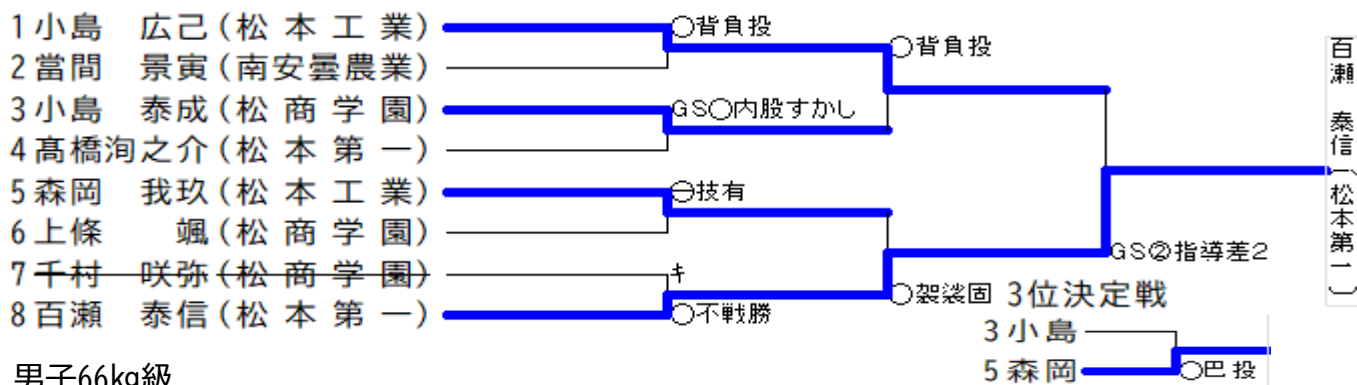 1 小島 広己 (松本工業)
○背負投
○背負投
2 當間 景寅 (南安曇農業)
3 小島 泰成 (松商学園)
GS○内股すかし
4 髙橋洵之介 (松本第一)
5 森岡 我玖 (松本工業)
㊀技有
6 上條 颯 (松商学園)
GS②指導差2
7 千村 咲弥 (松商学園)
キ
○袈裟固
8 百瀬 泰信 (松本第一)
○不戦勝
百瀬 泰信 (松本第一)
3位決定戦
3 小島
5 森岡
○巴投
男子66kg級